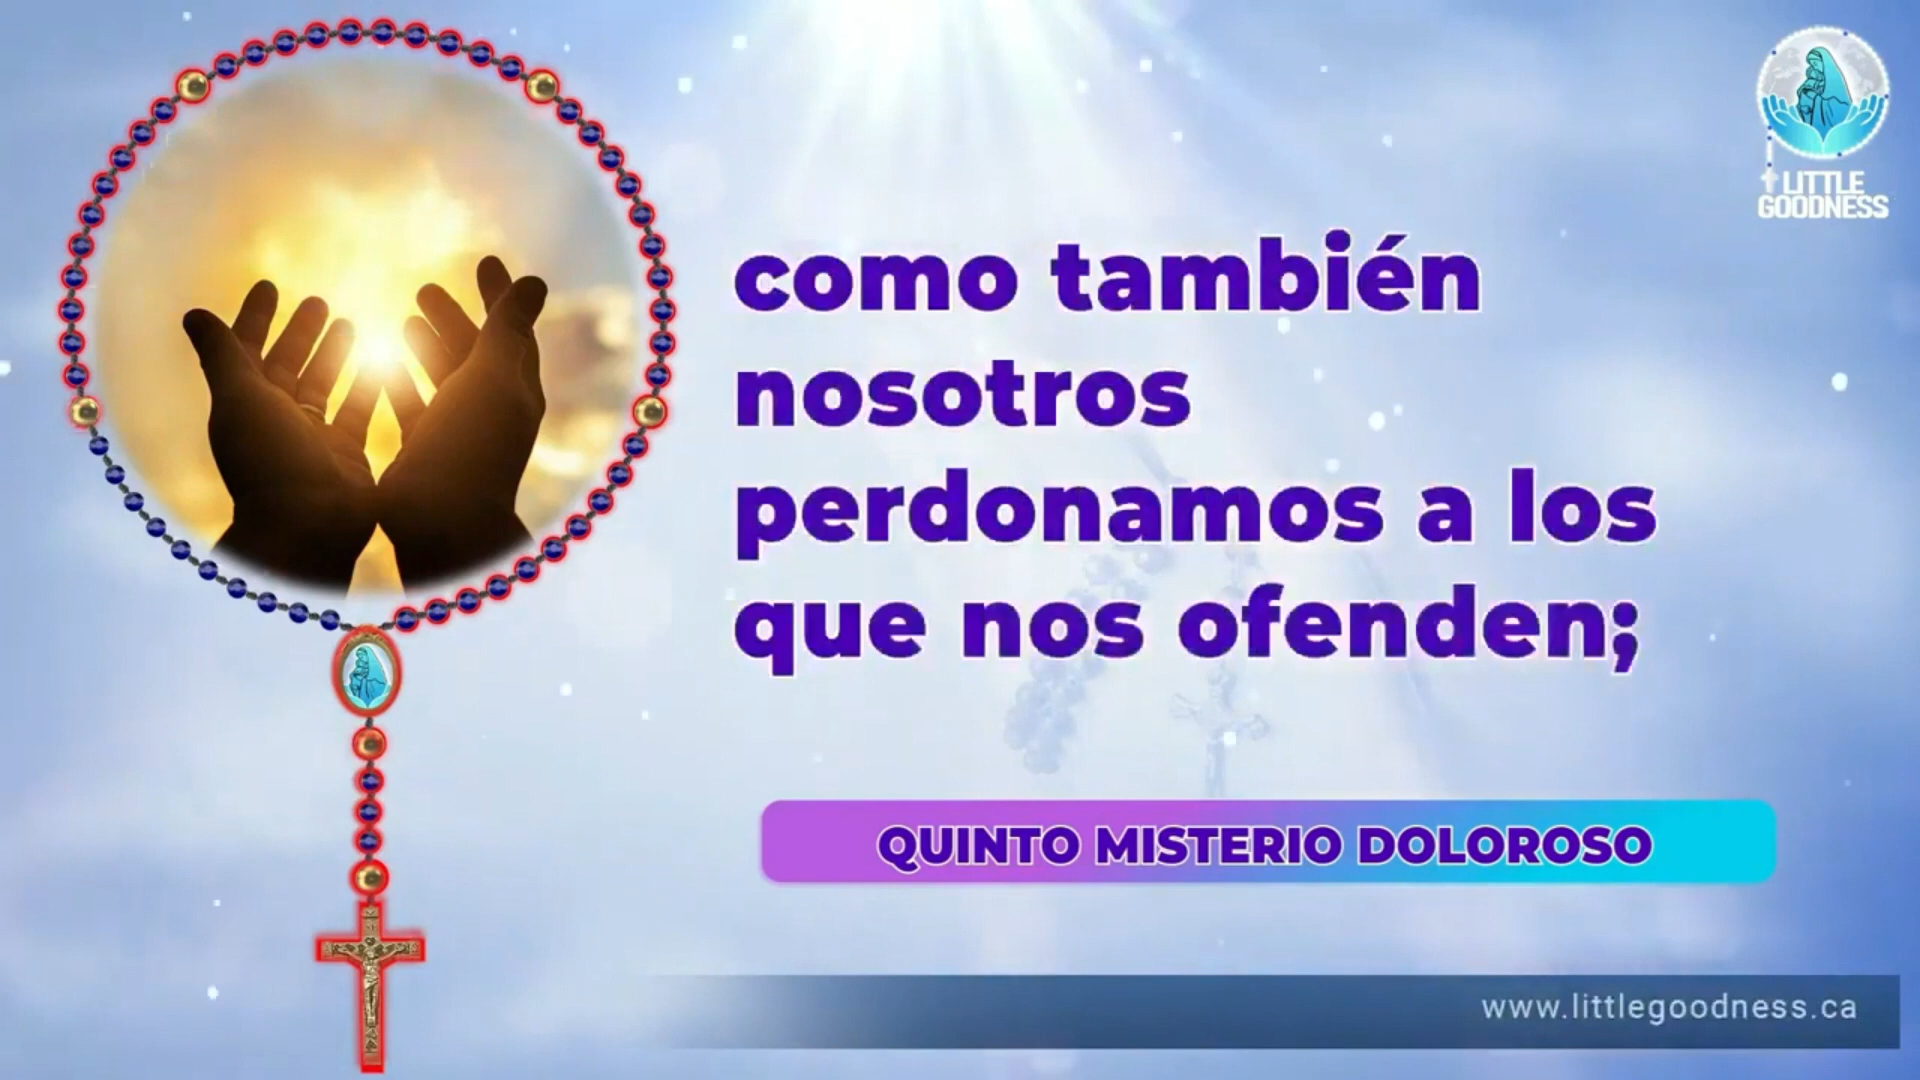 LITTLE
GOODNESS
como también
nosotros
perdonamos a los
que nos ofenden;
QUINTO MISTERIO DOLOROSO
www.littlegoodness.ca